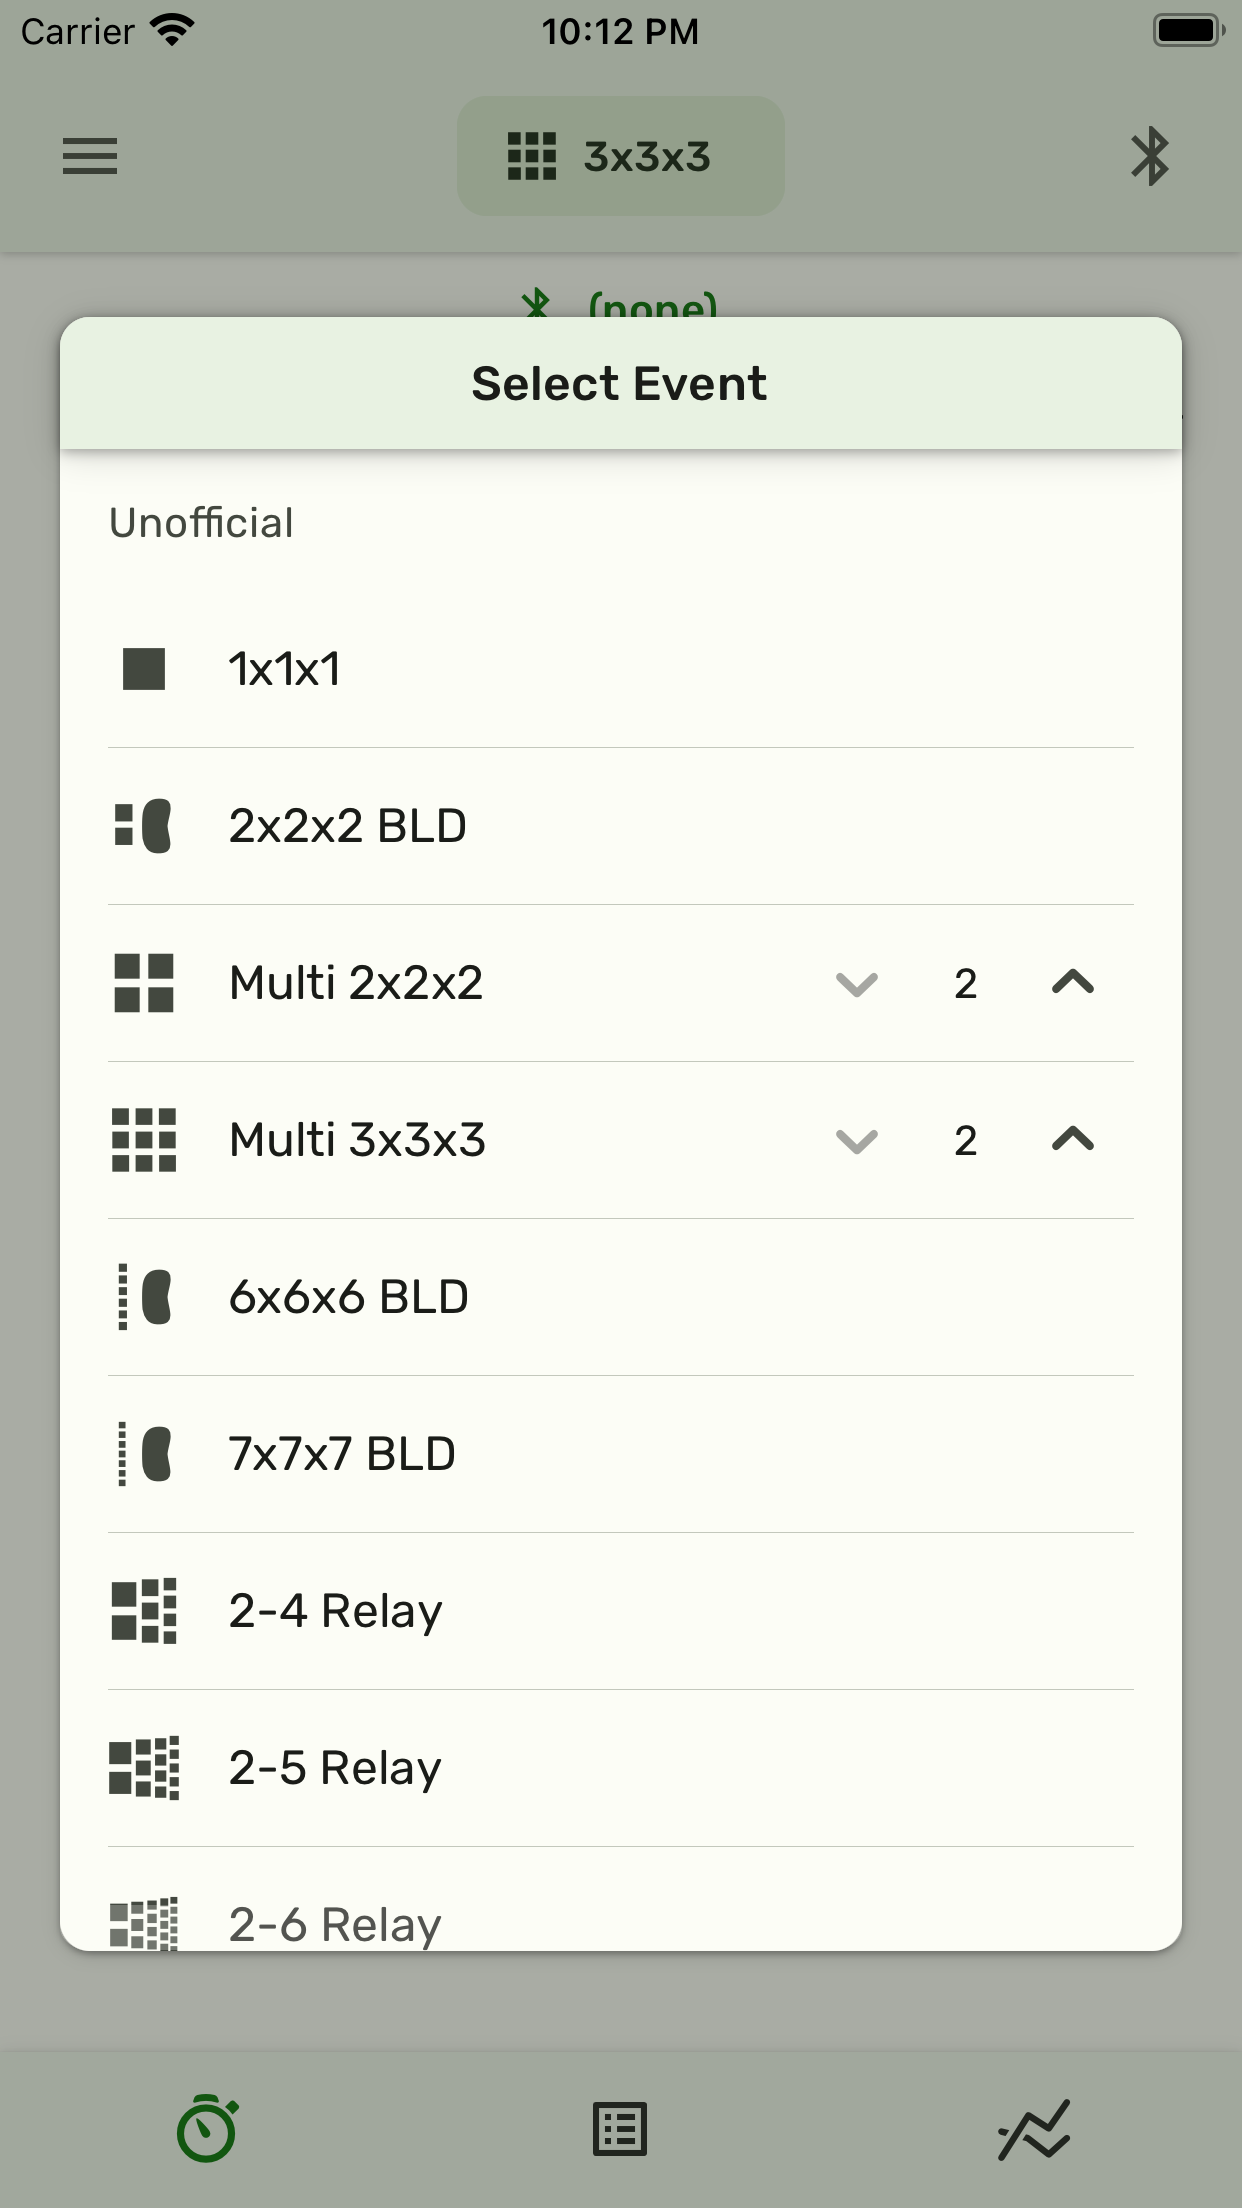 Carrier 10:12 PM
3x3x3
(none)
Select Event
Unofficial
1x1x1
2x2x2 BLD
Multi 2x2x2 2
Multi 3x3x3 2
6x6x6 BLD
7x7x7 BLD
2-4 Relay
2-5 Relay
2-6 Relay